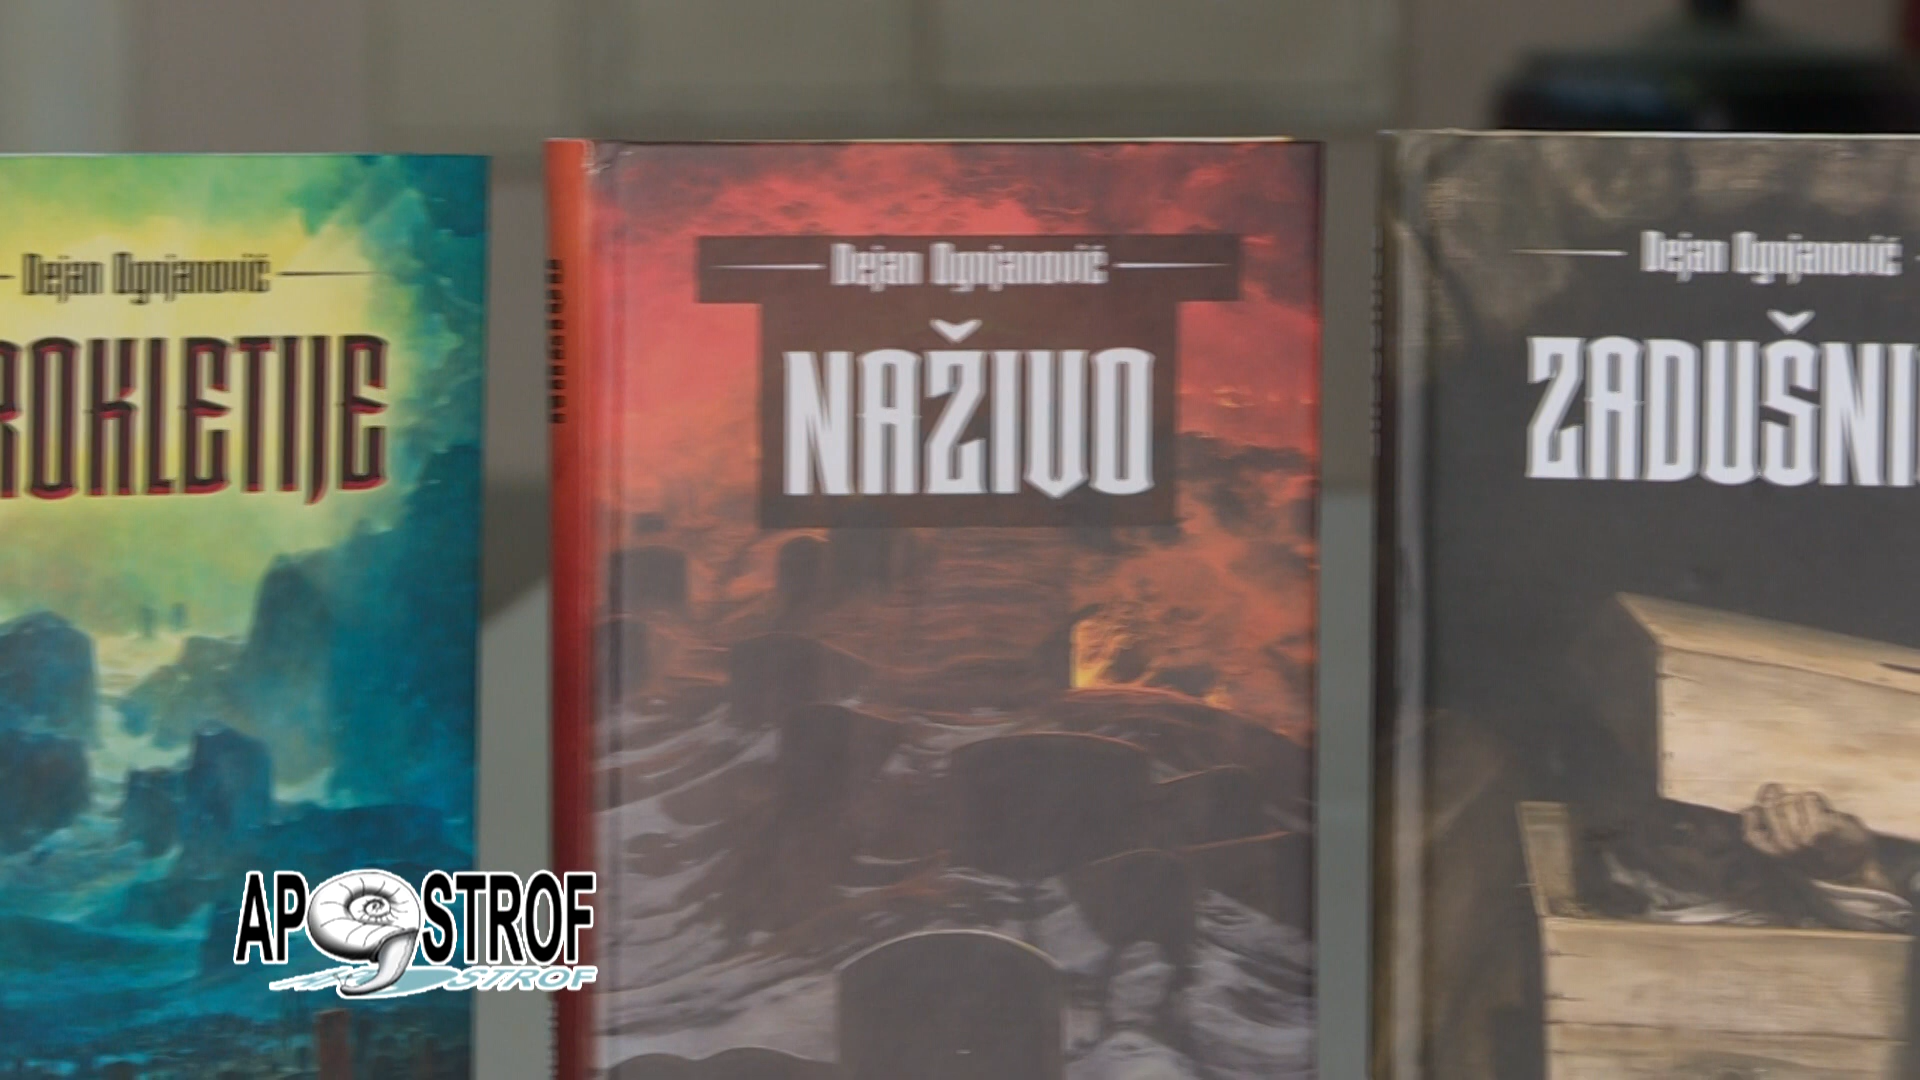 Dejan Ognjanović
ROKLETIJE
Dejan Ognjanović
NAŽIVO
Dejan Ognjanović
ZADUŠNI
APOSTROF